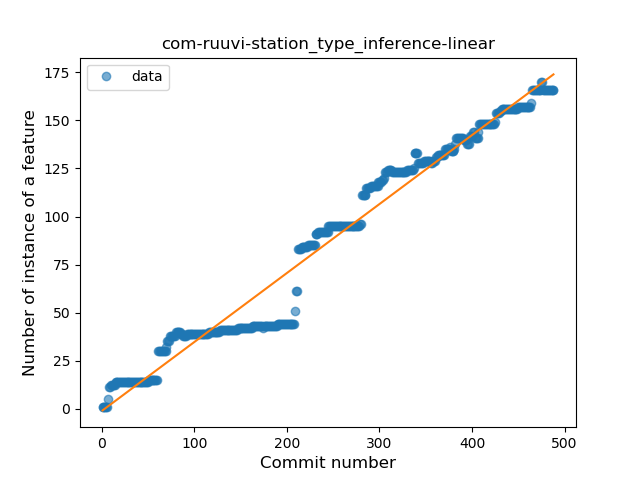 com-ruuvi-station_type_inference-linear
data
Number of instance of a feature
175
150
125
100
75
50
25
0
0 100 200 300 400 500
Commit number